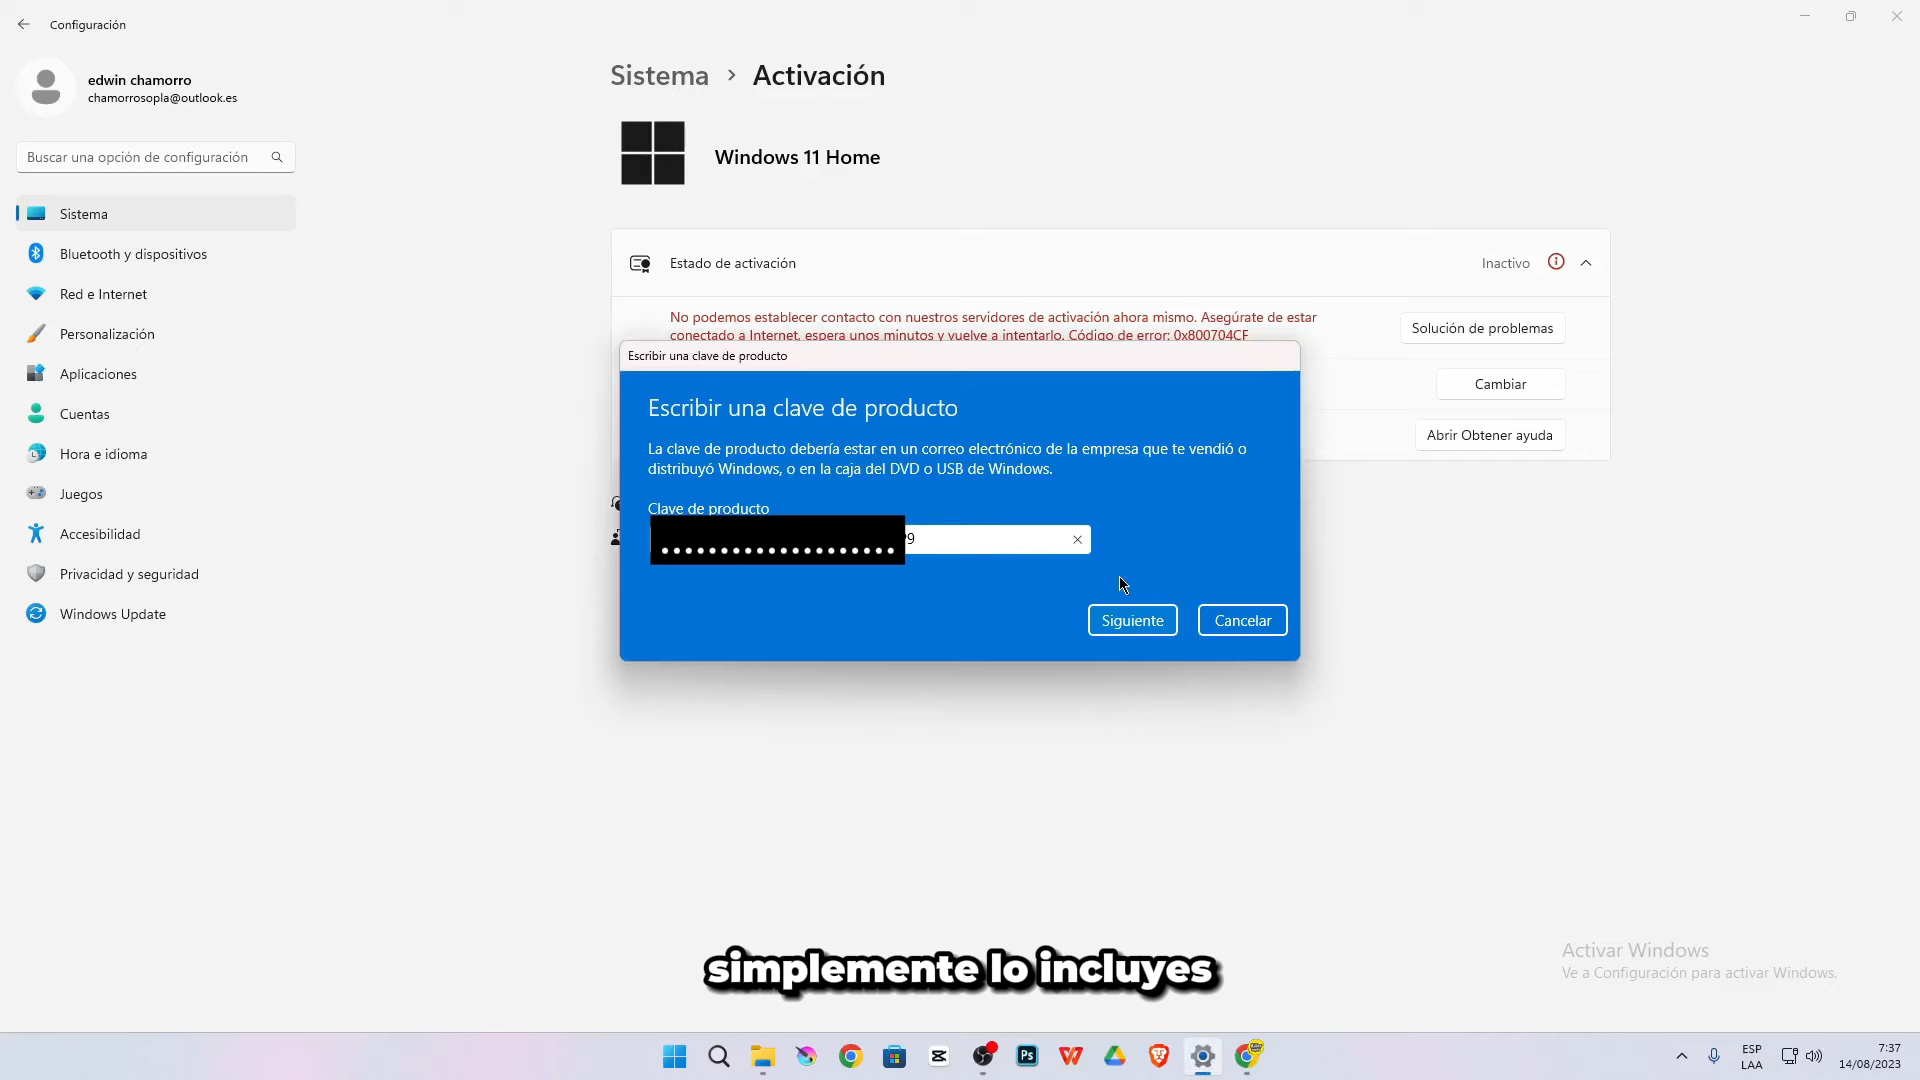 Configuración
edwin chamorro
chamorrosopla@outlook.es
Buscar una opción de configuración
Sistema
Bluetooth y dispositivos
Red e Internet
Personalización
Aplicaciones
Cuentas
Hora e idioma
Juegos
Accesibilidad
Privacidad y seguridad
Windows Update
Sistema > Activación
Windows 11 Home
Estado de activación
Inactivo
No podemos establecer contacto con nuestros servidores de activación ahora mismo. Asegúrate de estar
conectado a Internet, espera unos minutos y vuelve a intentarlo. Código de error: 0x800704CF
Solución de problemas
Cambiar
Abrir Obtener ayuda
Escribir una clave de producto
Escribir una clave de producto
La clave de producto debería estar en un correo electrónico de la empresa que te vendió o
distribuyó Windows, o en la caja del DVD o USB de Windows.
Clave de producto
9
Siguiente
Cancelar
simplemente lo incluyes
Activar Windows
Ve a Configuración para activar Windows.
Ps
ESP
LAA
7:37
14/08/2023